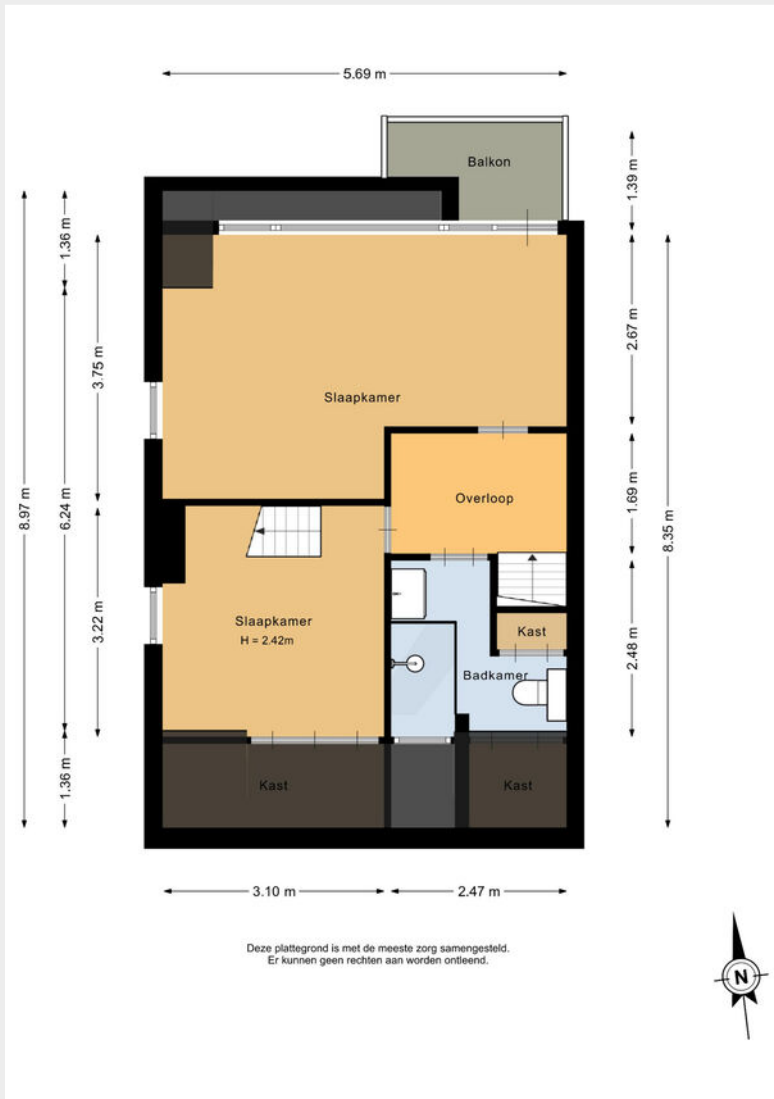 5.69 m
Balkon
1.39 m
1.36 m
3.75 m
2.67 m
Slaapkamer
8.97 m
6.24 m
Overloop
1.69 m
8.35 m
3.22 m
Slaapkamer
H = 2.42m
Kast
2.48 m
Badkamer
1.36 m
Kast
Kast
3.10 m
2.47 m
Deze plattegrond is met de meeste zorg samengesteld.
Er kunnen geen rechten aan worden ontleend.
N